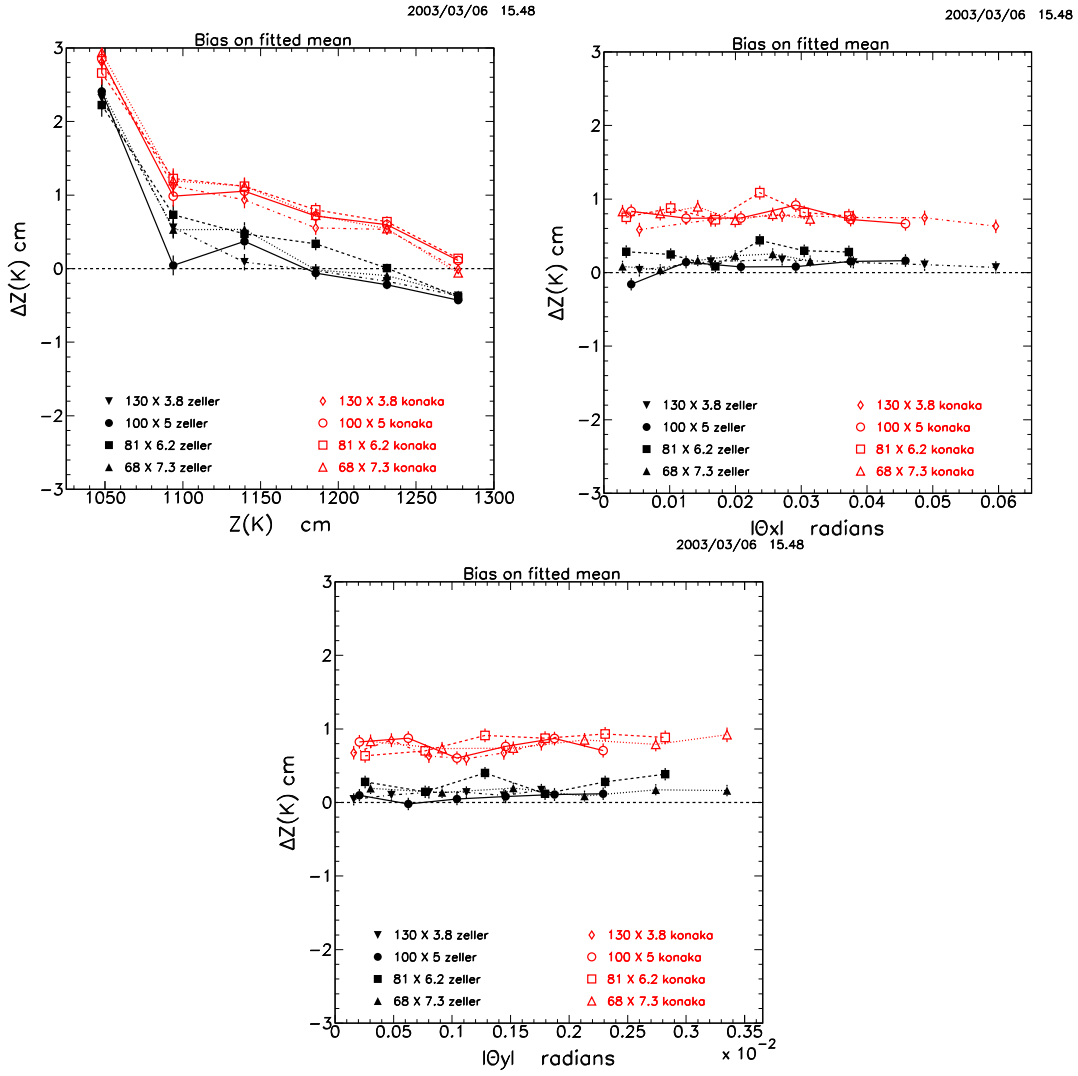 2003/03/06 15.48
Bias on fitted mean
3
2
1
0
−1
−2
−3
ΔZ(K) cm
130 X 3.8 zeller
100 X 5 zeller
81 X 6.2 zeller
68 X 7.3 zeller
130 X 3.8 konaka
100 X 5 konaka
81 X 6.2 konaka
68 X 7.3 konaka
1050 1100 1150 1200 1250 1300
Z(K) cm
2003/03/06 15.48
Bias on fitted mean
3
2
1
0
−1
−2
−3
ΔZ(K) cm
130 X 3.8 zeller
100 X 5 zeller
81 X 6.2 zeller
68 X 7.3 zeller
130 X 3.8 konaka
100 X 5 konaka
81 X 6.2 konaka
68 X 7.3 konaka
0 0.01 0.02 0.03 0.04 0.05 0.06
|Θx| radians
2003/03/06 15.48
Bias on fitted mean
3
2
1
0
−1
−2
−3
ΔZ(K) cm
130 X 3.8 zeller
100 X 5 zeller
81 X 6.2 zeller
68 X 7.3 zeller
130 X 3.8 konaka
100 X 5 konaka
81 X 6.2 konaka
68 X 7.3 konaka
0 0.05 0.1 0.15 0.2 0.25 0.3 0.35
x 10⁻²
|Θy| radians